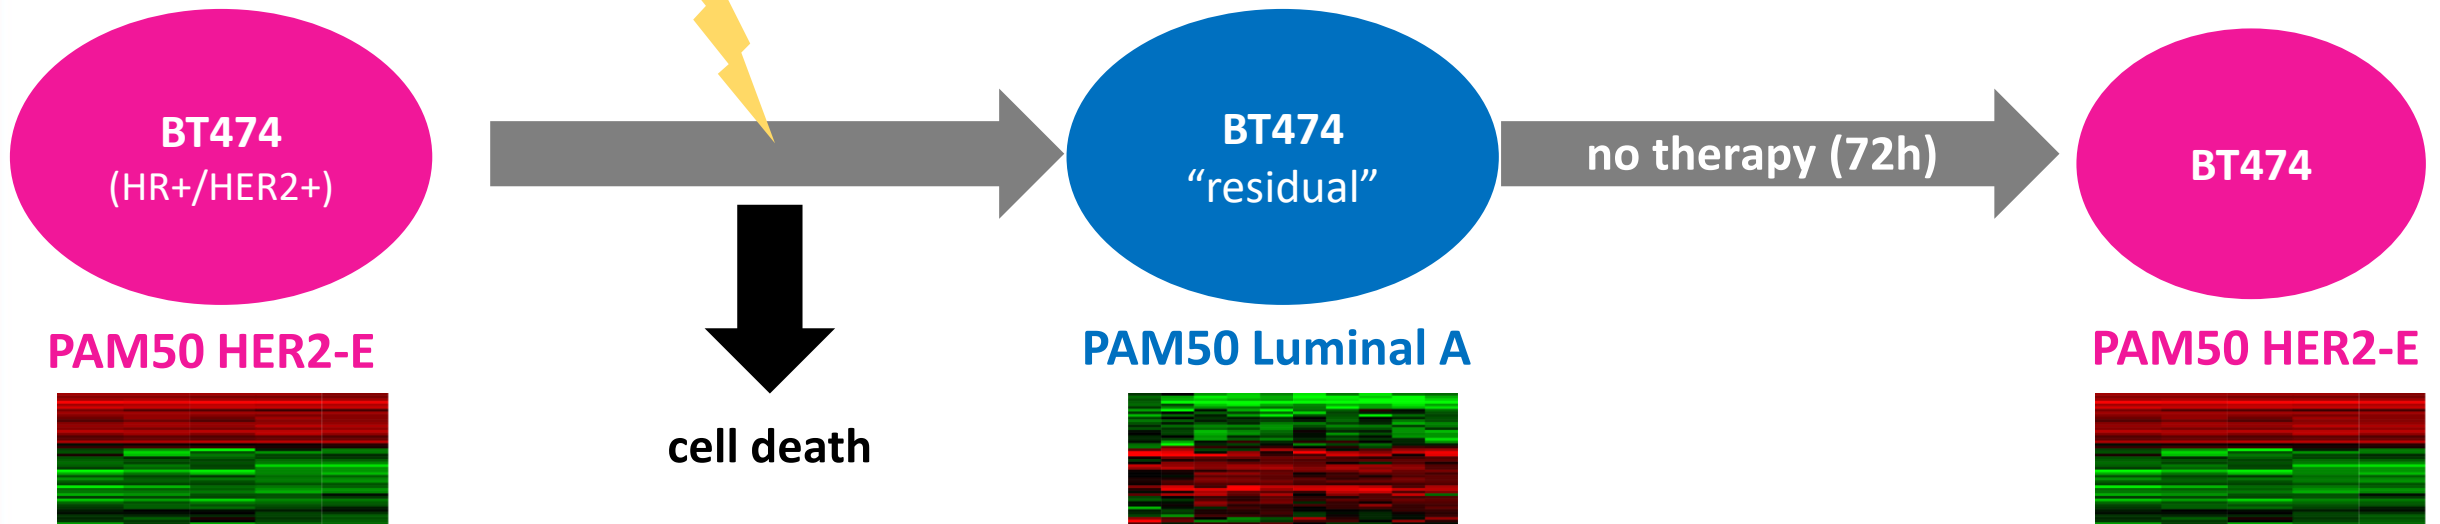 BT474
(HR+/HER2+)
PAM50 HER2-E
cell death
BT474
“residual”
PAM50 Luminal A
no therapy (72h)
BT474
PAM50 HER2-E